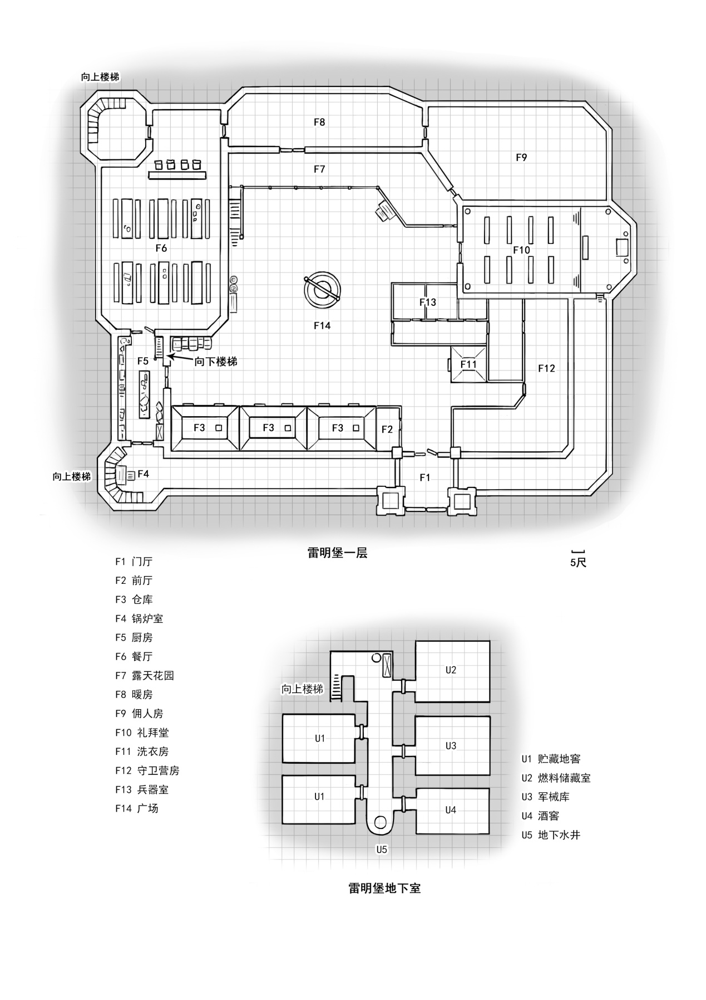 向上楼梯
F8
F9
F7
F6
F10
F13
F14
F5
向下楼梯
F11
F12
F3
F3
F3
F2
F4
向上楼梯
F1
雷明堡一层
5尺
F1 门厅
F2 前厅
F3 仓库
F4 锅炉室
F5 厨房
F6 餐厅
F7 露天花园
F8 暖房
F9 佣人房
F10 礼拜堂
F11 洗衣房
F12 守卫营房
F13 兵器室
F14 广场
U2
向上楼梯
U1
U3
U1
U4
U5
U1 贮藏地窖
U2 燃料储藏室
U3 军械库
U4 酒窖
U5 地下水井
雷明堡地下室